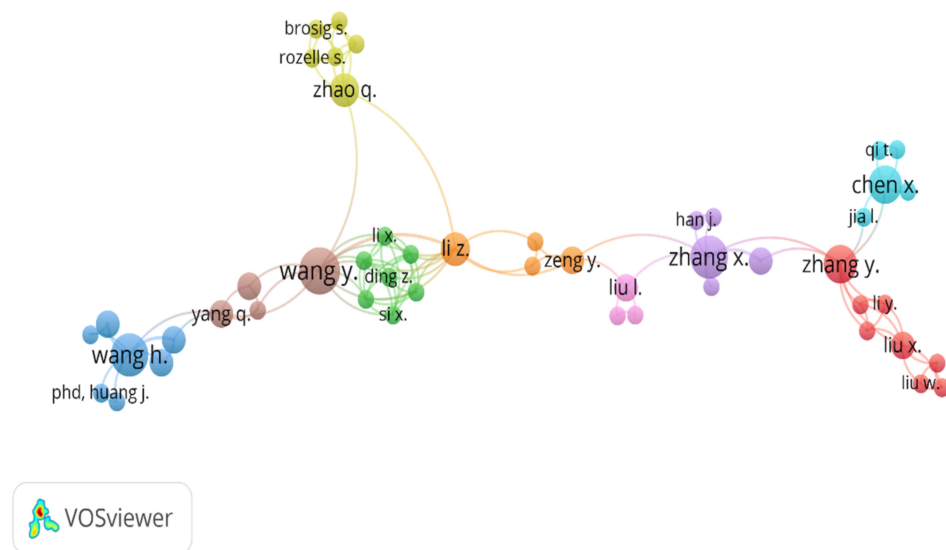 brosig s.
rozelle s.
zhao q.
qi t.
chen x.
jia l.
han j.
li x.
li z.
wang y.
ding z.
zeng y.
zhang x.
zhang y.
liu l.
si x.
yang q.
li y.
liu x.
wang h.
liu w.
phd, huang j.
VOSviewer